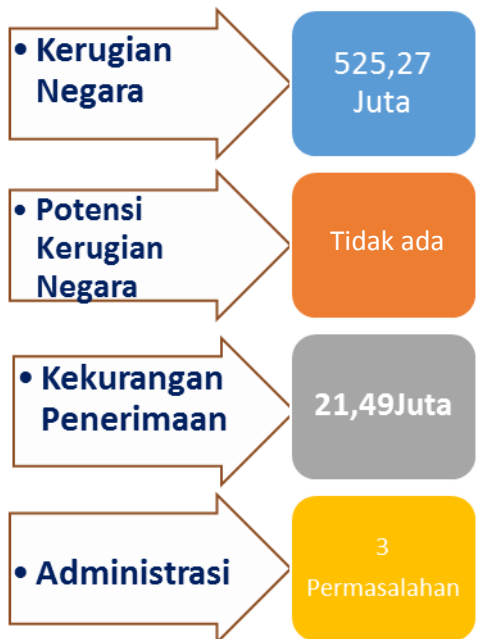 • Kerugian
Negara
525,27
Juta
• Potensi
Kerugian
Negara
Tidak ada
• Kekurangan
Penerimaan
21,49Juta
• Administrasi
3
Permasalahan